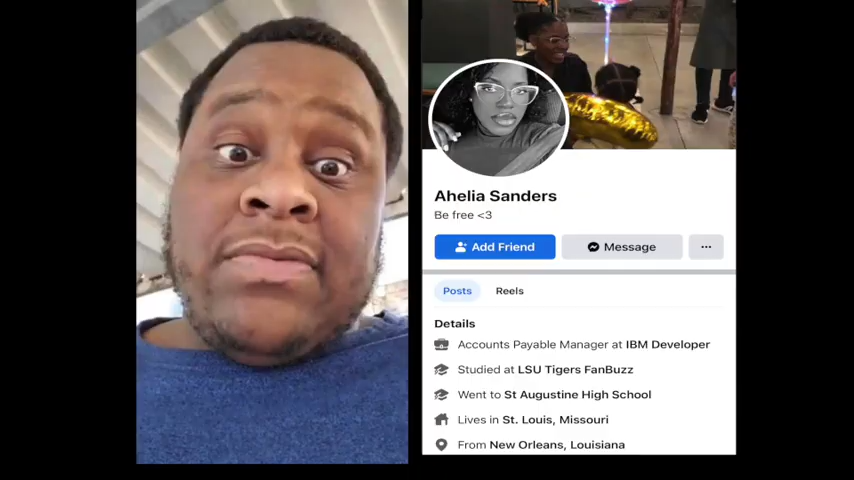 Ahelia Sanders
Be free <3
Add Friend
Message
Posts
Reels
Details
Accounts Payable Manager at IBM Developer
Studied at LSU Tigers FanBuzz
Went to St Augustine High School
Lives in St. Louis, Missouri
From New Orleans, Louisiana